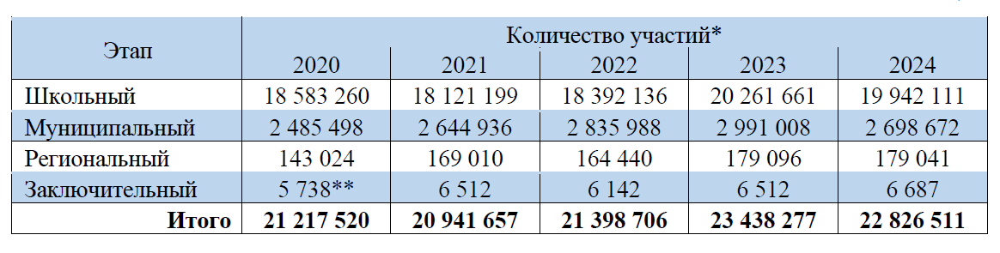 Этап Количество участий*
2020 2021 2022 2023 2024
Школьный 18 583 260 18 121 199 18 392 136 20 261 661 19 942 111
Муниципальный 2 485 498 2 644 936 2 835 988 2 991 008 2 698 672
Региональный 143 024 169 010 164 440 179 096 179 041
Заключительный 5 738** 6 512 6 142 6 512 6 687
Итого 21 217 520 20 941 657 21 398 706 23 438 277 22 826 511